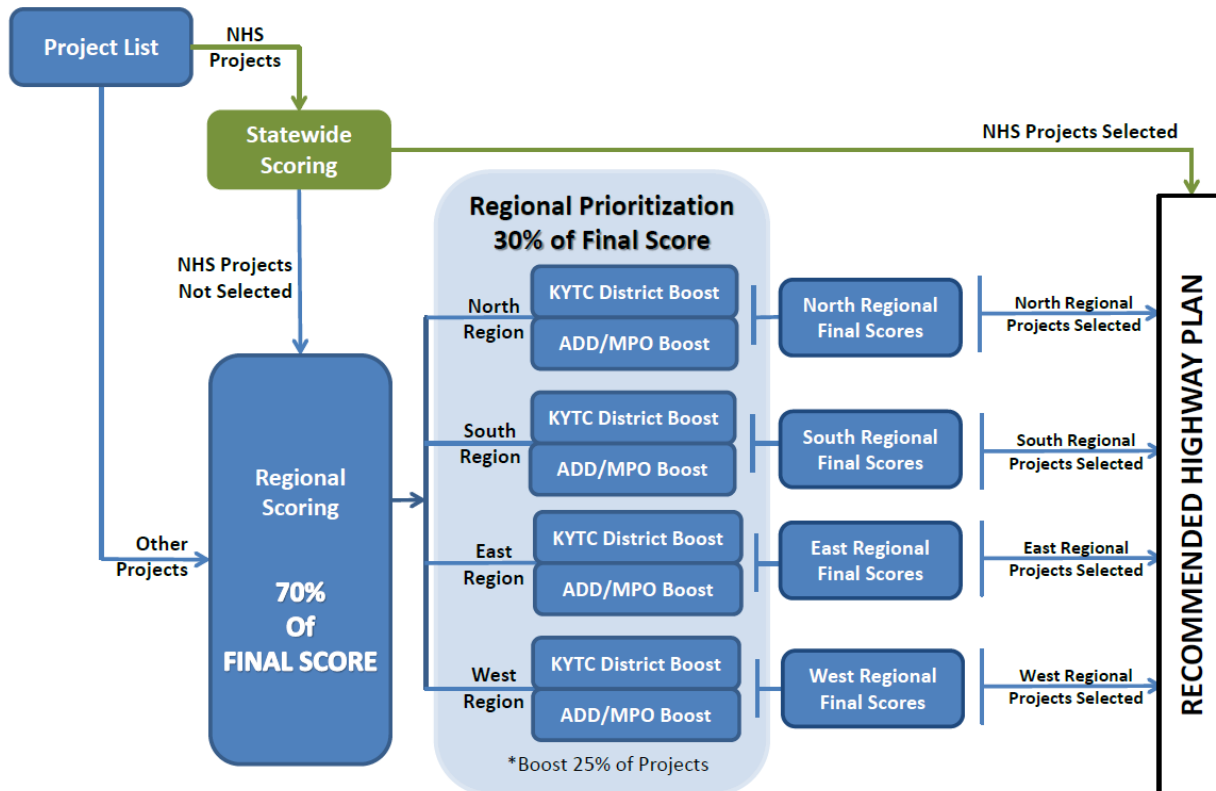 Project List
NHS
Projects
Statewide
Scoring
NHS Projects Selected
NHS Projects
Not Selected
Other
Projects
Regional
Scoring
70%
Of
FINAL SCORE
Regional Prioritization
30% of Final Score
North
Region
KYTC District Boost
ADD/MPO Boost
North Regional
Final Scores
North Regional
Projects Selected
South
Region
KYTC District Boost
ADD/MPO Boost
South Regional
Final Scores
South Regional
Projects Selected
East
Region
KYTC District Boost
ADD/MPO Boost
East Regional
Final Scores
East Regional
Projects Selected
West
Region
KYTC District Boost
ADD/MPO Boost
West Regional
Final Scores
West Regional
Projects Selected
*Boost 25% of Projects
RECOMMENDED HIGHWAY PLAN